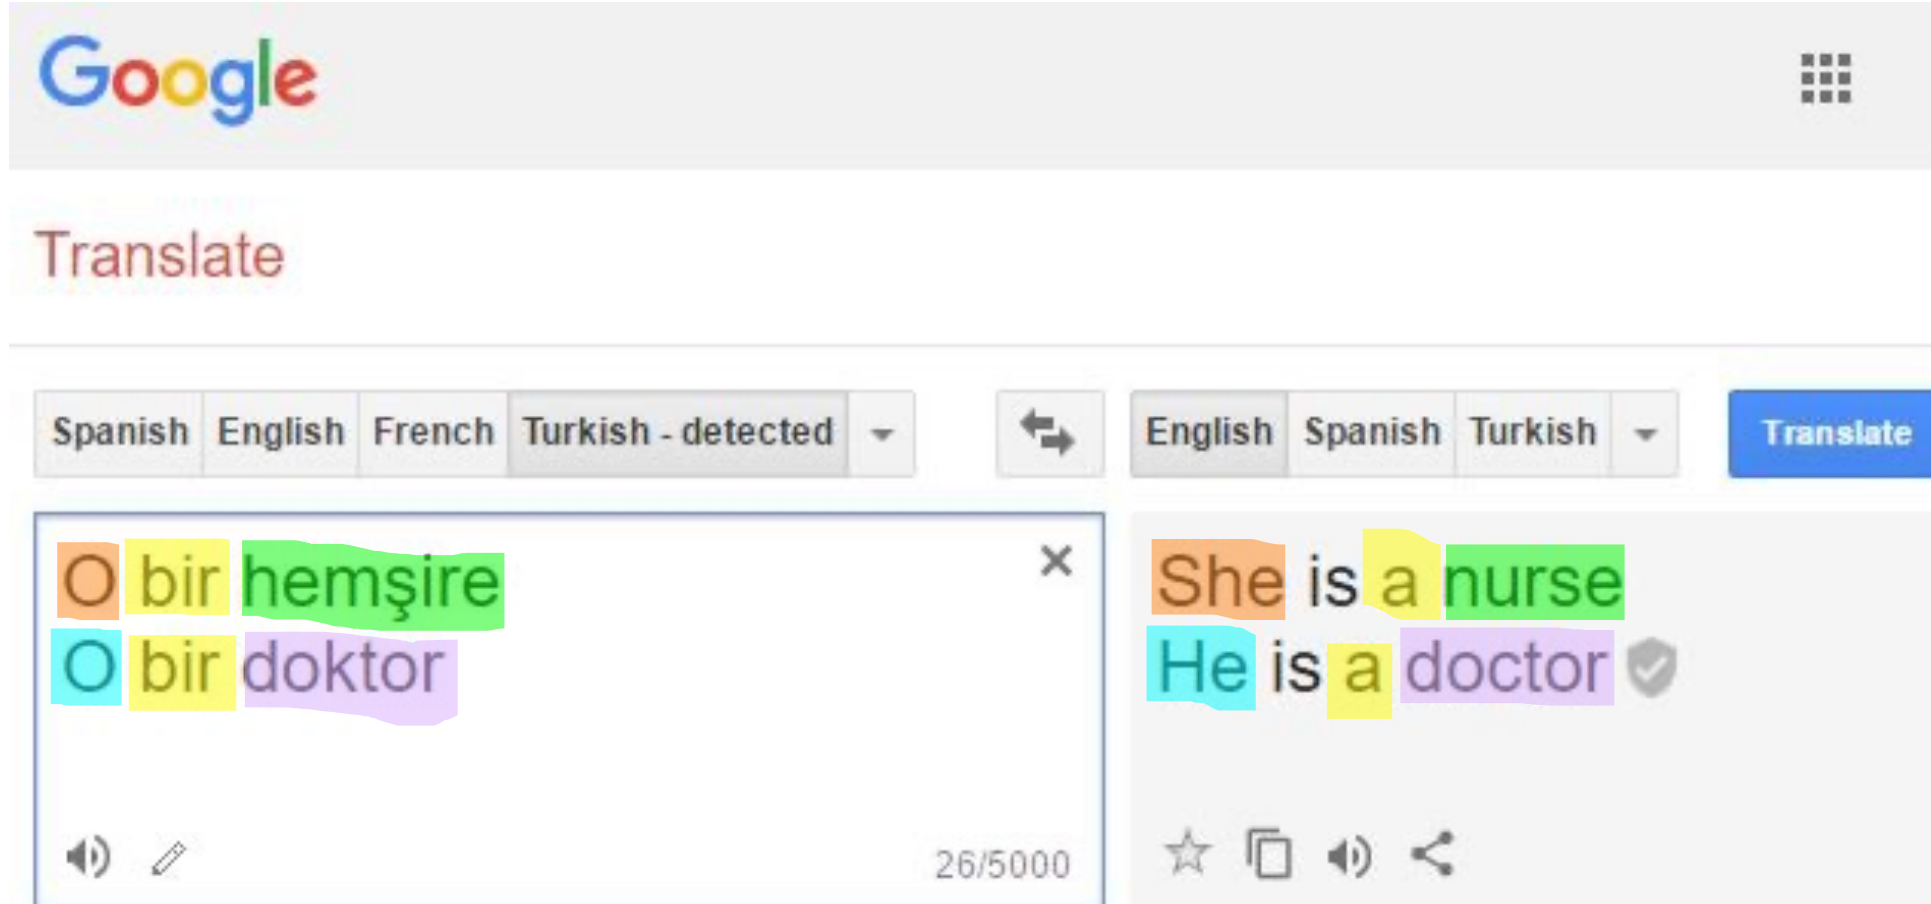 Google
Translate
Spanish English French Turkish - detected English Spanish Turkish Translate
O bir hemşire
O bir doktor
26/5000
She is a nurse
He is a doctor